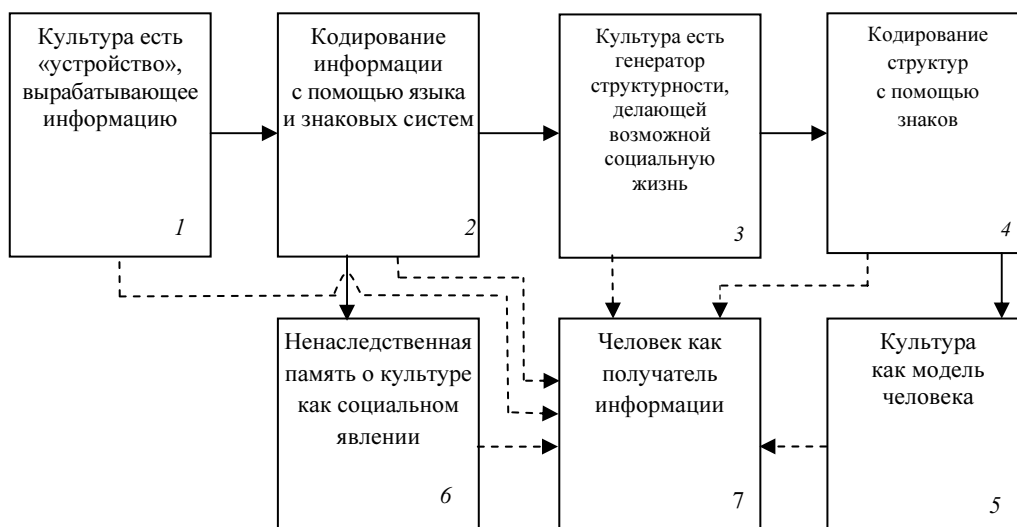 Культура есть
«устройство»,
вырабатывающее
информацию
1
Кодирование
информации
с помощью языка
и знаковых систем
2
Культура есть
генератор
структурности,
делающей
возможной
социальную
жизнь
3
Кодирование
структур
с помощью
знаков
4
Ненаследственная
память о культуре
как социальном
явлении
6
Человек как
получатель
информации
7
Культура
как модель
человека
5